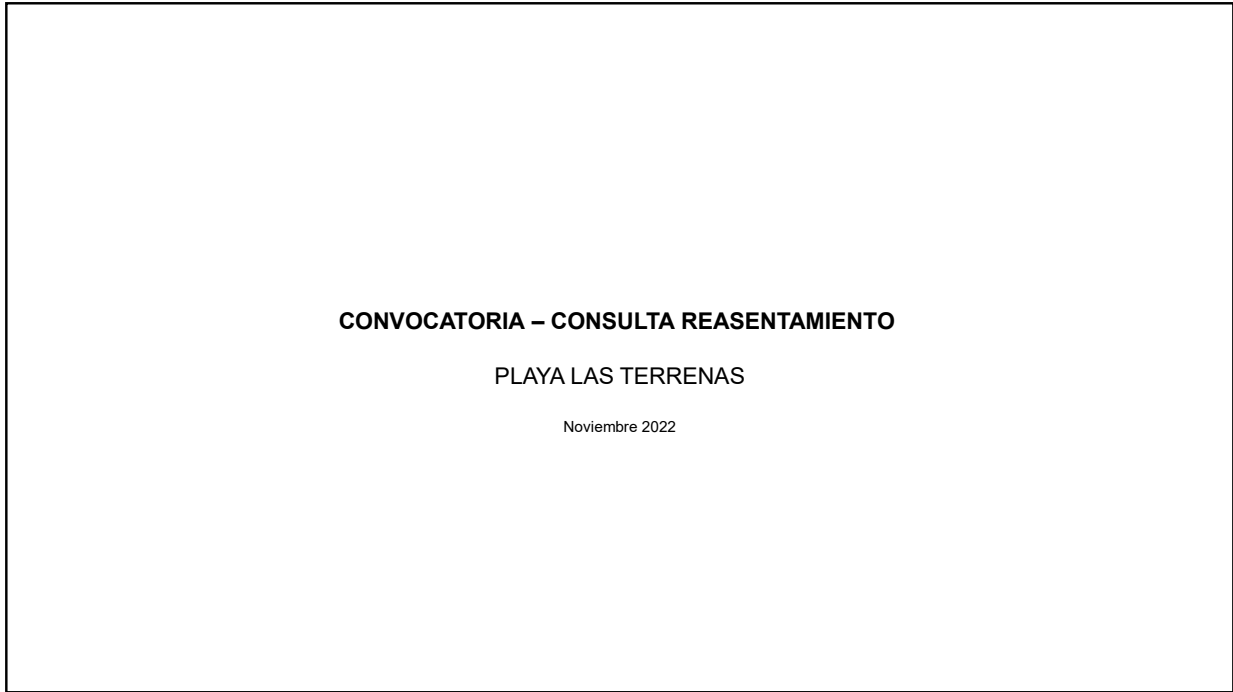 CONVOCATORIA – CONSULTA REASENTAMIENTO
PLAYA LAS TERRENAS
Noviembre 2022